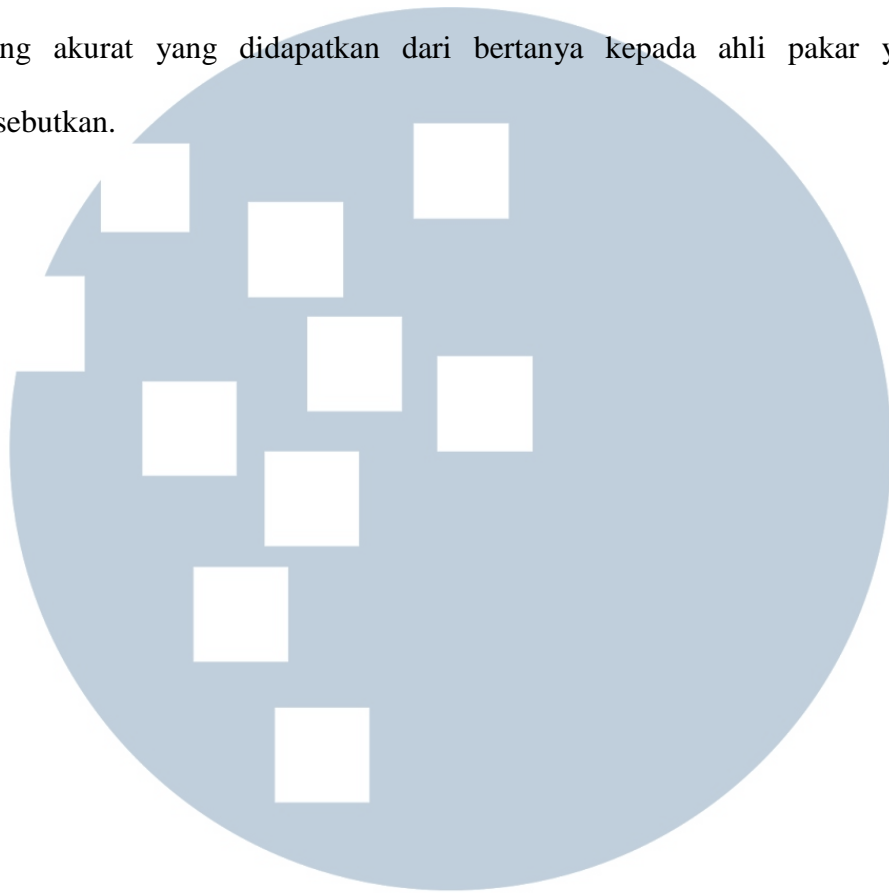 ng akurat yang didapatkan dari bertanya kepada ahli pakar y
sebutkan.